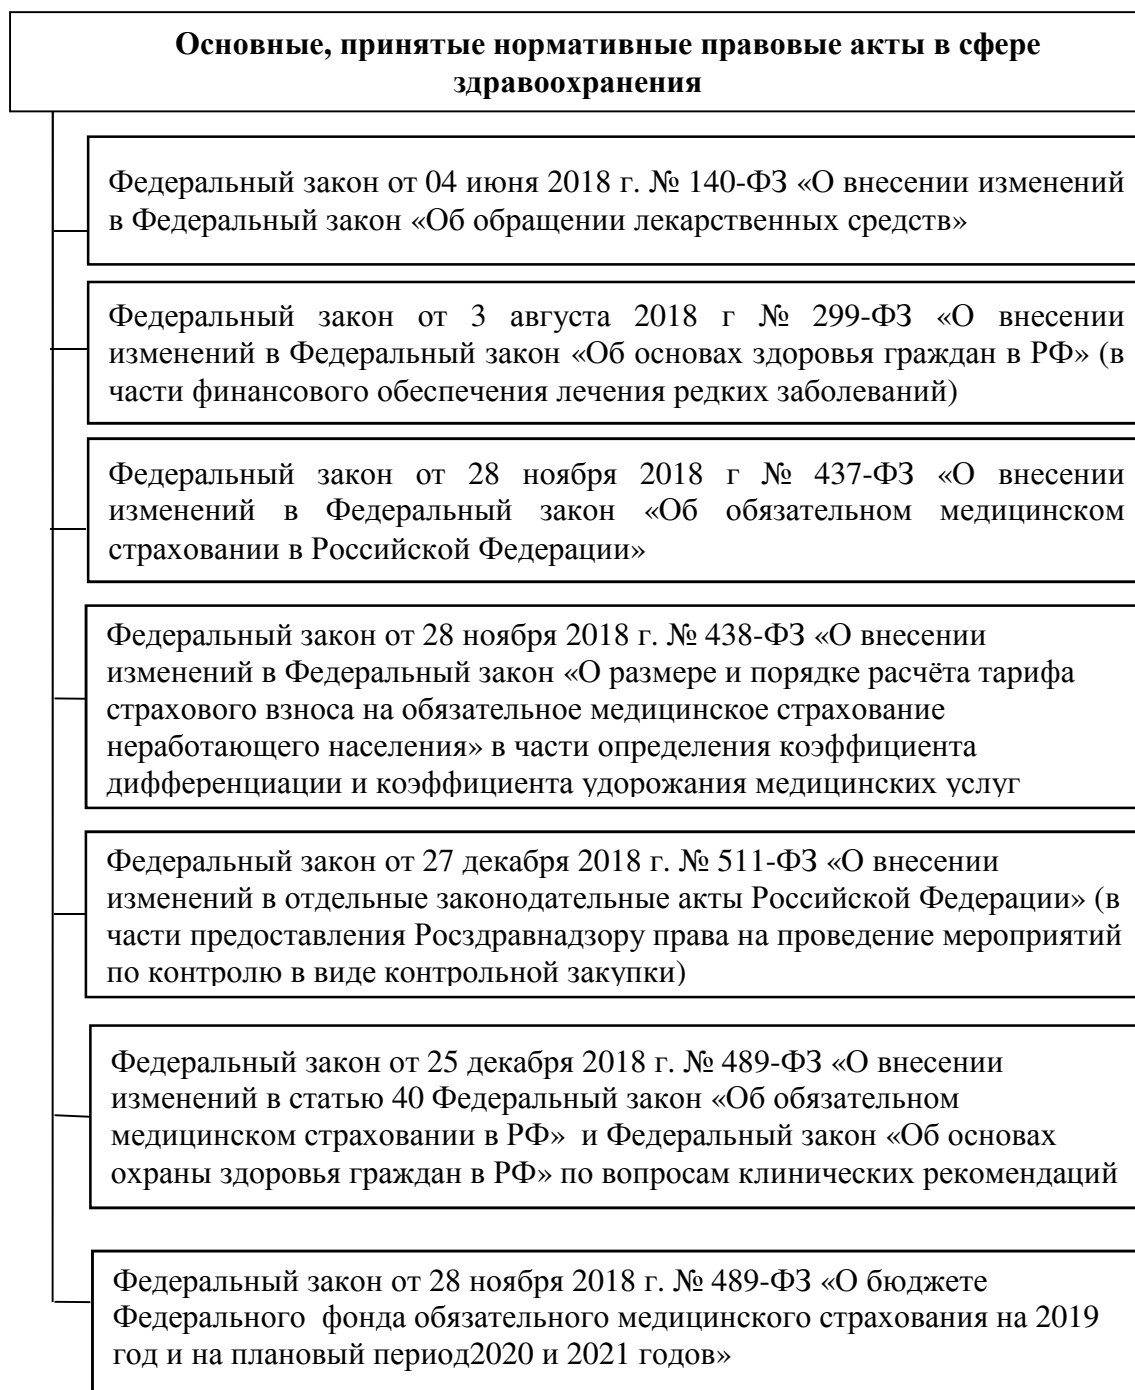 Основные, принятые нормативные правовые акты в сфере
здравоохранения
Федеральный закон от 04 июня 2018 г. № 140-ФЗ «О внесении изменений
в Федеральный закон «Об обращении лекарственных средств»
Федеральный закон от 3 августа 2018 г № 299-ФЗ «О внесении
изменений в Федеральный закон «Об основах здоровья граждан в РФ» (в
части финансового обеспечения лечения редких заболеваний)
Федеральный закон от 28 ноября 2018 г № 437-ФЗ «О внесении
изменений в Федеральный закон «Об обязательном медицинском
страховании в Российской Федерации»
Федеральный закон от 28 ноября 2018 г. № 438-ФЗ «О внесении
изменений в Федеральный закон «О размере и порядке расчёта тарифа
страхового взноса на обязательное медицинское страхование
неработающего населения» в части определения коэффициента
дифференциации и коэффициента удорожания медицинских услуг
Федеральный закон от 27 декабря 2018 г. № 511-ФЗ «О внесении
изменений в отдельные законодательные акты Российской Федерации» (в
части предоставления Росздравнадзору права на проведение мероприятий
по контролю в виде контрольной закупки)
Федеральный закон от 25 декабря 2018 г. № 489-ФЗ «О внесении
изменений в статью 40 Федеральный закон «Об обязательном
медицинском страховании в РФ» и Федеральный закон «Об основах
охраны здоровья граждан в РФ» по вопросам клинических рекомендаций
Федеральный закон от 28 ноября 2018 г. № 489-ФЗ «О бюджете
Федерального фонда обязательного медицинского страхования на 2019
год и на плановый период2020 и 2021 годов»